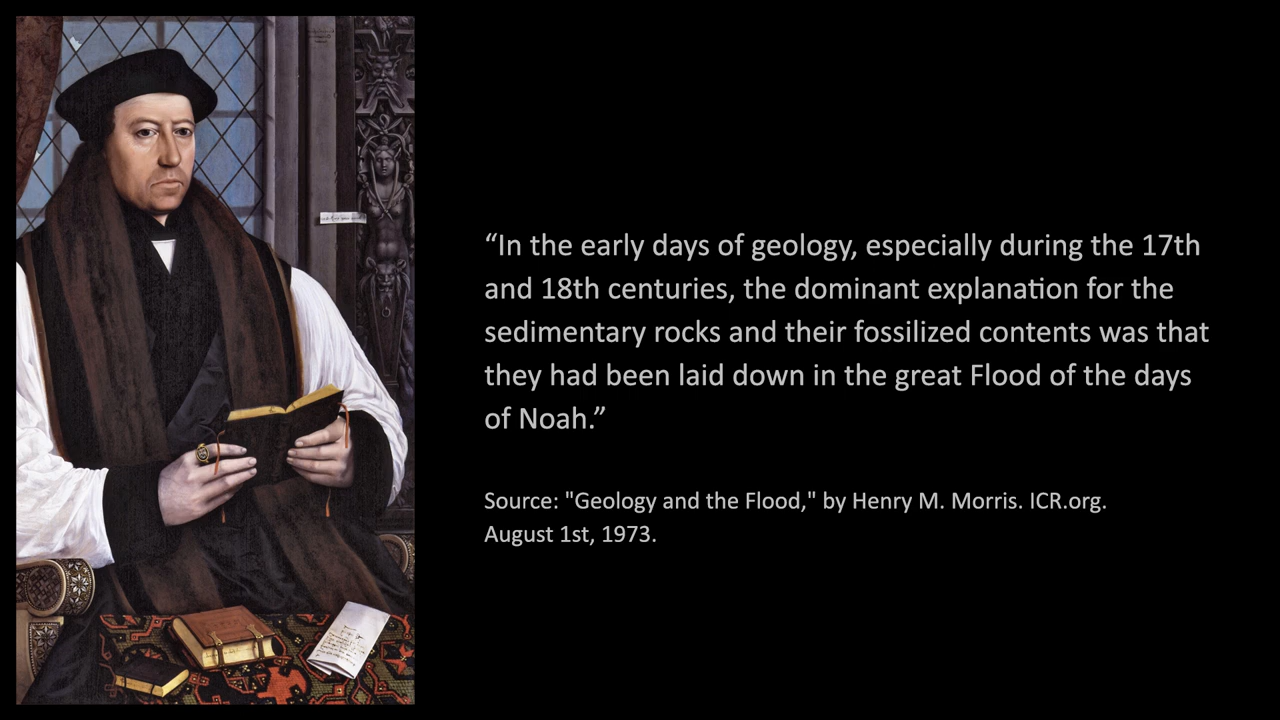 “In the early days of geology, especially during the 17th
and 18th centuries, the dominant explanation for the
sedimentary rocks and their fossilized contents was that
they had been laid down in the great Flood of the days
of Noah.”
Source: "Geology and the Flood," by Henry M. Morris. ICR.org.
August 1st, 1973.